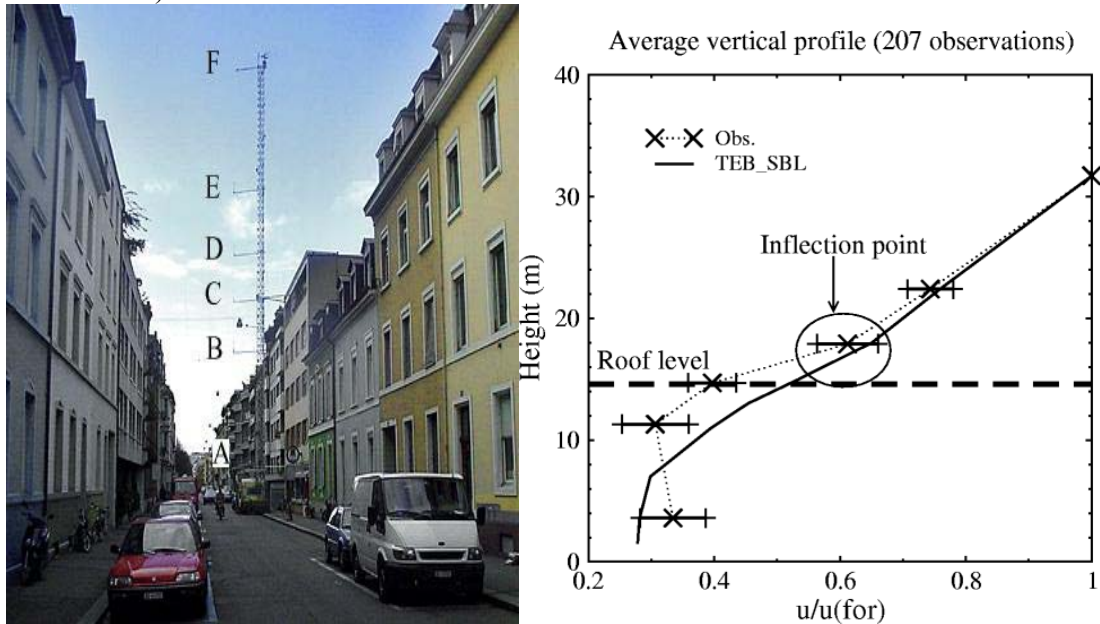 F
E
D
C
B
A
Average vertical profile (207 observations)
40
30
20
10
0
Height (m)
Obs.
TEB_SBL
Inflection point
Roof level
0.2 0.4 0.6 0.8 1
u/u(for)